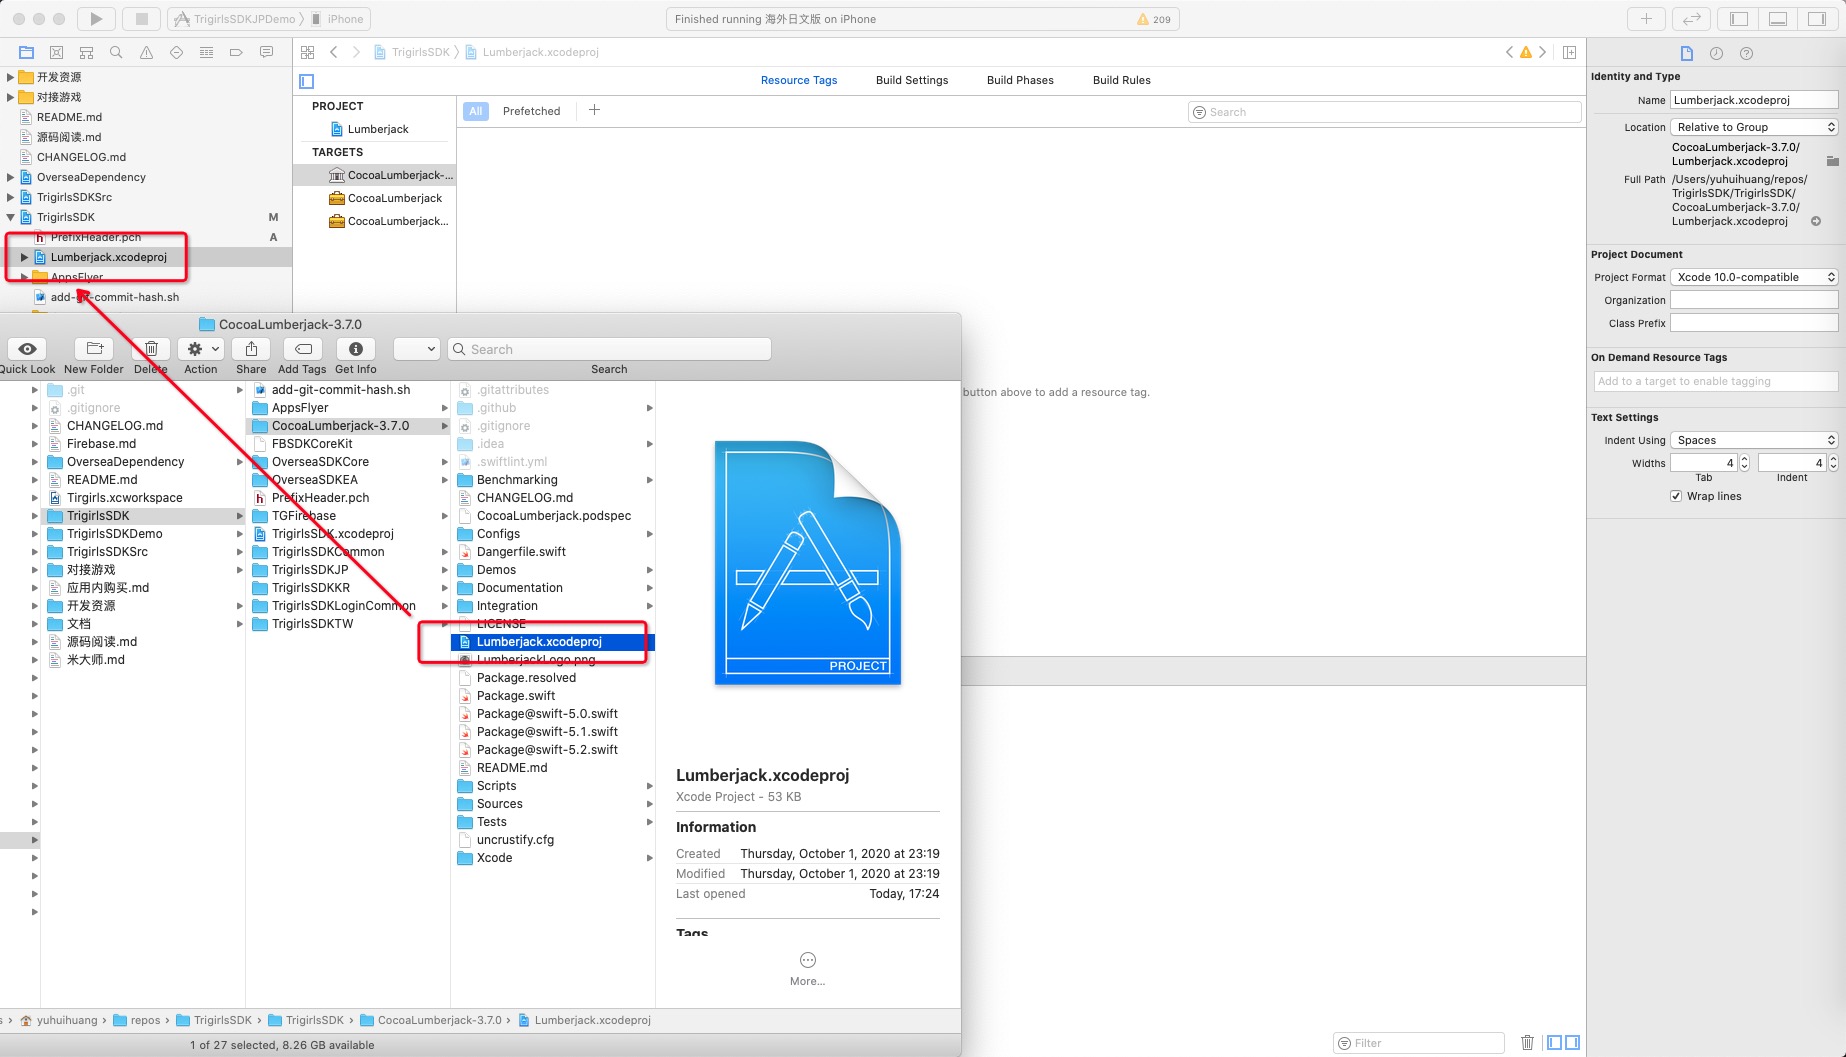 TrigirlsSDKJPDemo 〉 iPhone
Finished running 海外日文版 on iPhone
209
TrigirlsSDK 〉 Lumberjack.xcodeproj
开发资源
对接游戏
README.md
源码阅读.md
CHANGELOG.md
OverseaDependency
TrigirlsSDKSrc
TrigirlsSDK M
PrefixHeader.pch A
Lumberjack.xcodeproj
AppsFlyer
add-git-commit-hash.sh
Resource Tags
Build Settings
Build Phases
Build Rules
PROJECT
Lumberjack
TARGETS
CocoaLumberjack-...
CocoaLumberjack
CocoaLumberjack...
All
Prefetched
Search
button above to add a resource tag.
Identity and Type
Name Lumberjack.xcodeproj
Location Relative to Group
CocoaLumberjack-3.7.0/
Lumberjack.xcodeproj
Full Path /Users/yuhuihuang/repos/
TrigirlsSDK/TrigirlsSDK/
CocoaLumberjack-3.7.0/
Lumberjack.xcodeproj
Project Document
Project Format Xcode 10.0-compatible
Organization
Class Prefix
On Demand Resource Tags
Add to a target to enable tagging
Text Settings
Indent Using Spaces
Widths 4 4
Tab Indent
Wrap lines
CocoaLumberjack-3.7.0
Search
Quick Look New Folder Delete Action Share Add Tags Get Info Search
.git
.gitignore
CHANGELOG.md
Firebase.md
OverseaDependency
README.md
Tirgirls.xcworkspace
TrigirlsSDK
TrigirlsSDKDemo
TrigirlsSDKSrc
对接游戏
应用内购买.md
开发资源
文档
源码阅读.md
米大师.md
add-git-commit-hash.sh
AppsFlyer
CocoaLumberjack-3.7.0
FBSDKCoreKit
OverseaSDKCore
OverseaSDKEA
PrefixHeader.pch
TGFirebase
TrigirlsSDK.xcodeproj
TrigirlsSDKCommon
TrigirlsSDKJP
TrigirlsSDKKR
TrigirlsSDKLoginCommon
TrigirlsSDKTW
.gitattributes
.github
.gitignore
.idea
.swiftlint.yml
Benchmarking
CHANGELOG.md
CocoaLumberjack.podspec
Configs
Dangerfile.swift
Demos
Documentation
Integration
LICENSE
Lumberjack.xcodeproj
LumberjackLogo.png
Package.resolved
Package.swift
Package@swift-5.0.swift
Package@swift-5.1.swift
Package@swift-5.2.swift
README.md
Scripts
Sources
Tests
uncrustify.cfg
Xcode
PROJECT
Lumberjack.xcodeproj
Xcode Project - 53 KB
Information
Created Thursday, October 1, 2020 at 23:19
Modified Thursday, October 1, 2020 at 23:19
Last opened Today, 17:24
Tags
More...
s › yuhuihuang › repos › TrigirlsSDK › TrigirlsSDK › CocoaLumberjack-3.7.0 › Lumberjack.xcodeproj
1 of 27 selected, 8.26 GB available
Filter